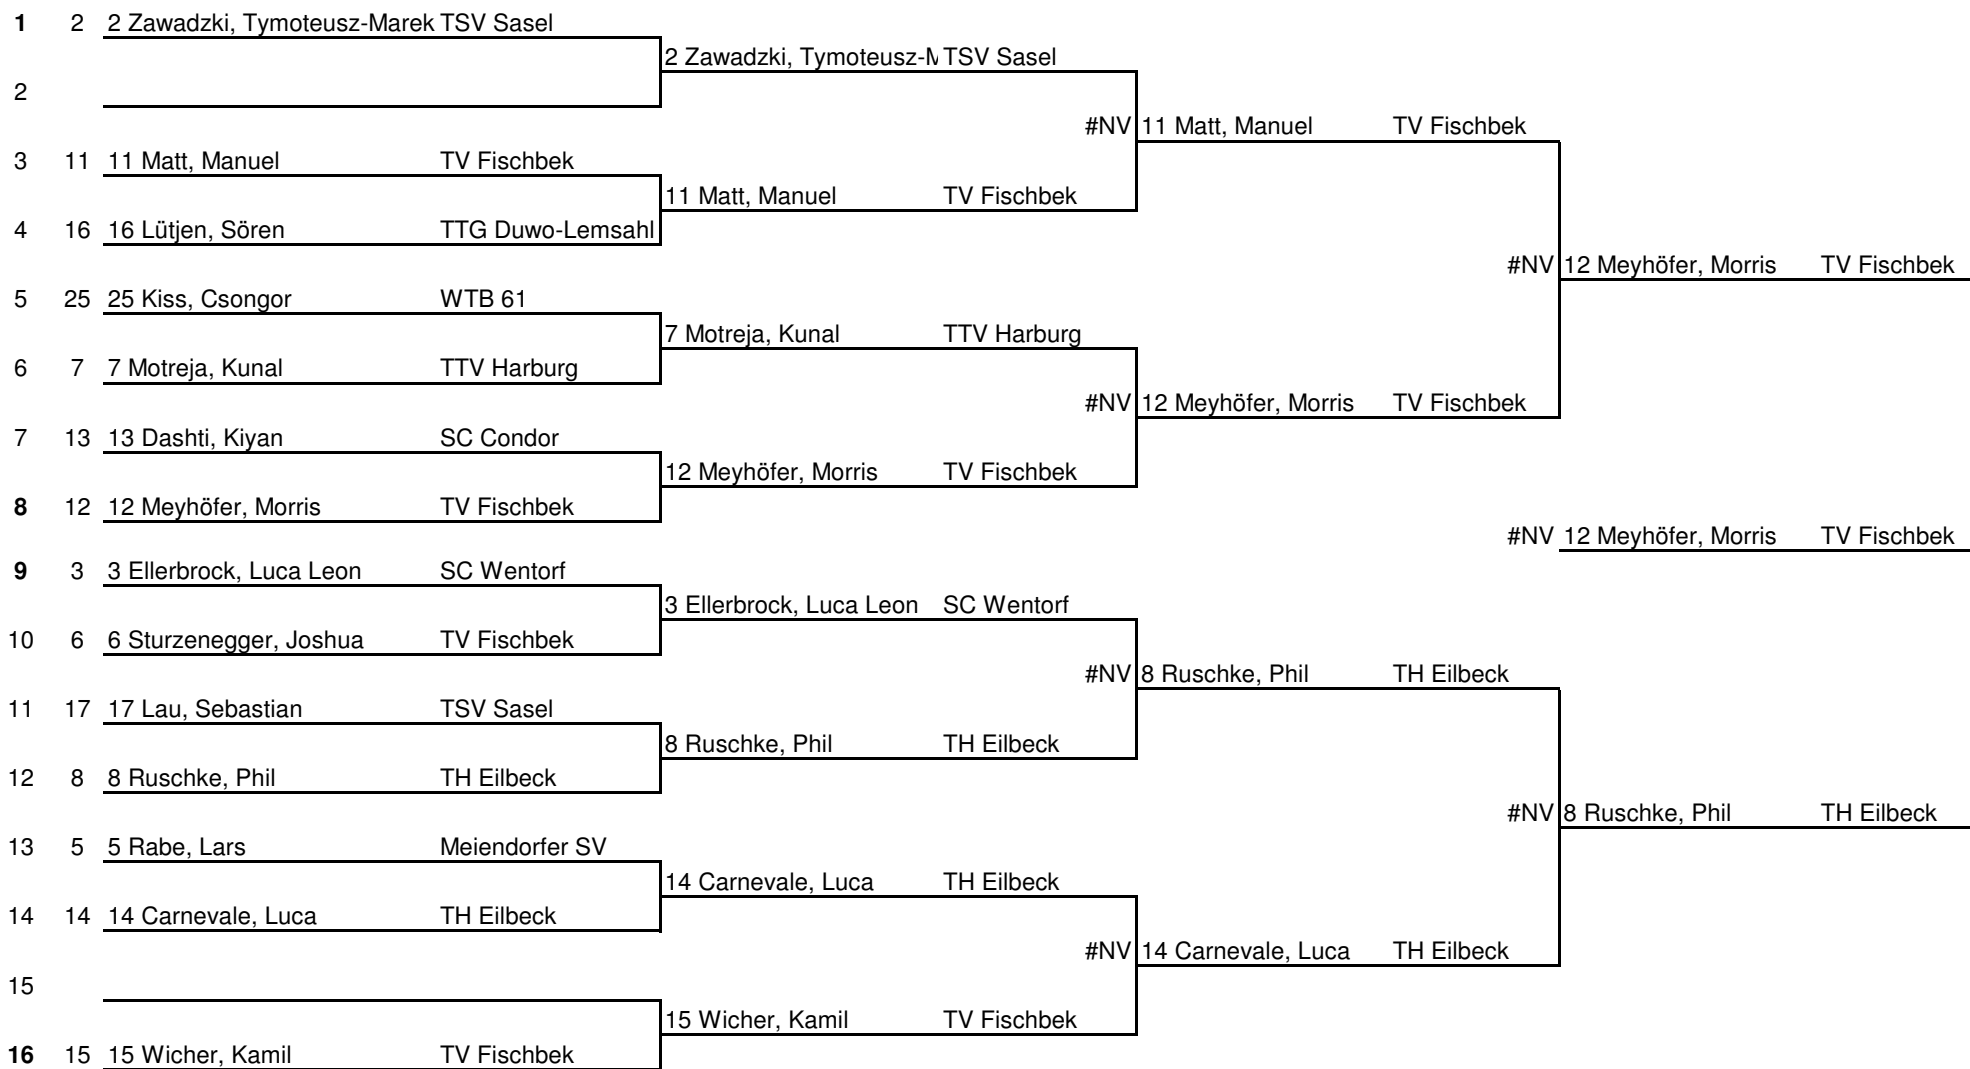 1 2 2 Zawadzki, Tymoteusz-Marek TSV Sasel
2 Zawadzki, Tymoteusz-M TSV Sasel
2
#NV 11 Matt, Manuel TV Fischbek
3 11 11 Matt, Manuel TV Fischbek
11 Matt, Manuel TV Fischbek
4 16 16 Lütjen, Sören TTG Duwo-Lemsahl
#NV 12 Meyhöfer, Morris TV Fischbek
5 25 25 Kiss, Csongor WTB 61
7 Motreja, Kunal TTV Harburg
6 7 7 Motreja, Kunal TTV Harburg
#NV 12 Meyhöfer, Morris TV Fischbek
7 13 13 Dashti, Kiyan SC Condor
12 Meyhöfer, Morris TV Fischbek
8 12 12 Meyhöfer, Morris TV Fischbek
#NV 12 Meyhöfer, Morris TV Fischbek
9 3 3 Ellerbrock, Luca Leon SC Wentorf
3 Ellerbrock, Luca Leon SC Wentorf
10 6 6 Sturzenegger, Joshua TV Fischbek
#NV 8 Ruschke, Phil TH Eilbeck
11 17 17 Lau, Sebastian TSV Sasel
8 Ruschke, Phil TH Eilbeck
12 8 8 Ruschke, Phil TH Eilbeck
#NV 8 Ruschke, Phil TH Eilbeck
13 5 5 Rabe, Lars Meiendorfer SV
14 Carnevale, Luca TH Eilbeck
14 14 14 Carnevale, Luca TH Eilbeck
#NV 14 Carnevale, Luca TH Eilbeck
15
15 Wicher, Kamil TV Fischbek
16 15 15 Wicher, Kamil TV Fischbek